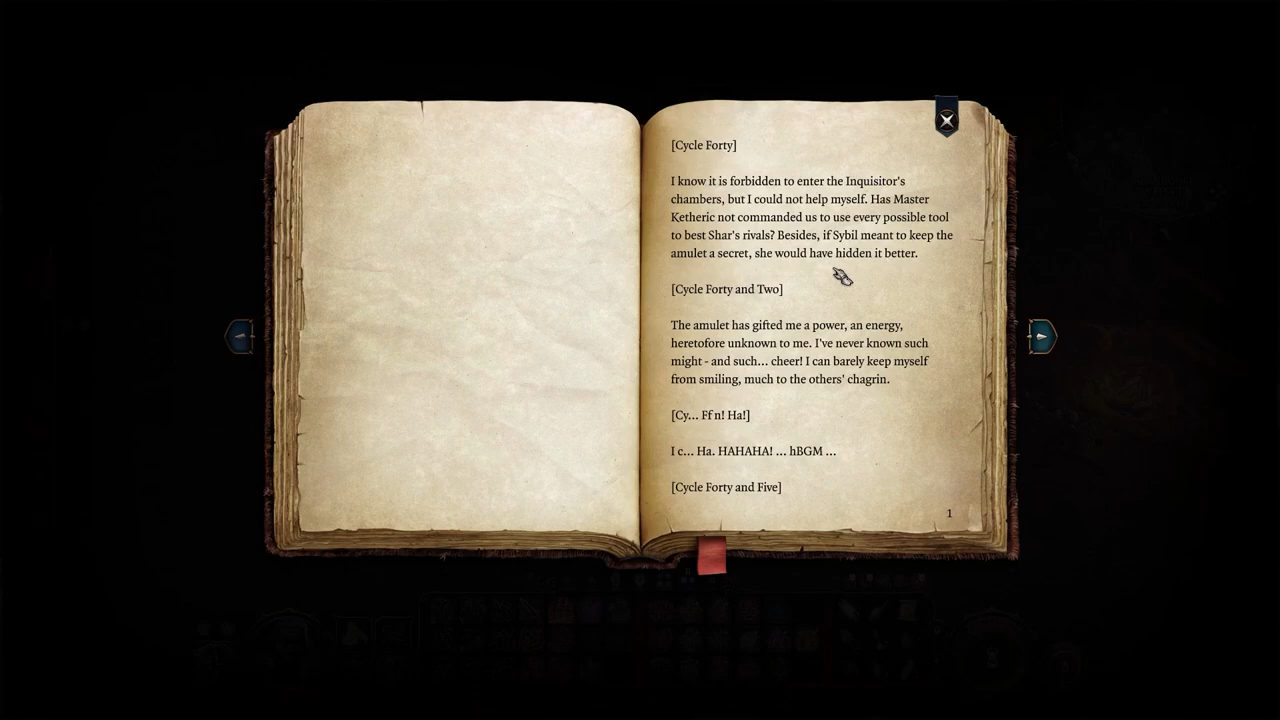 [Cycle Forty]
I know it is forbidden to enter the Inquisitor's
chambers, but I could not help myself. Has Master
Ketheric not commanded us to use every possible tool
to best Shar's rivals? Besides, if Sybil meant to keep the
amulet a secret, she would have hidden it better.
[Cycle Forty and Two]
The amulet has gifted me a power, an energy,
heretofore unknown to me. I've never known such
might - and such... cheer! I can barely keep myself
from smiling, much to the others' chagrin.
[Cy... Ff n! Ha!]
I c... Ha. HAHAHA! ... hBGM ...
[Cycle Forty and Five]
1